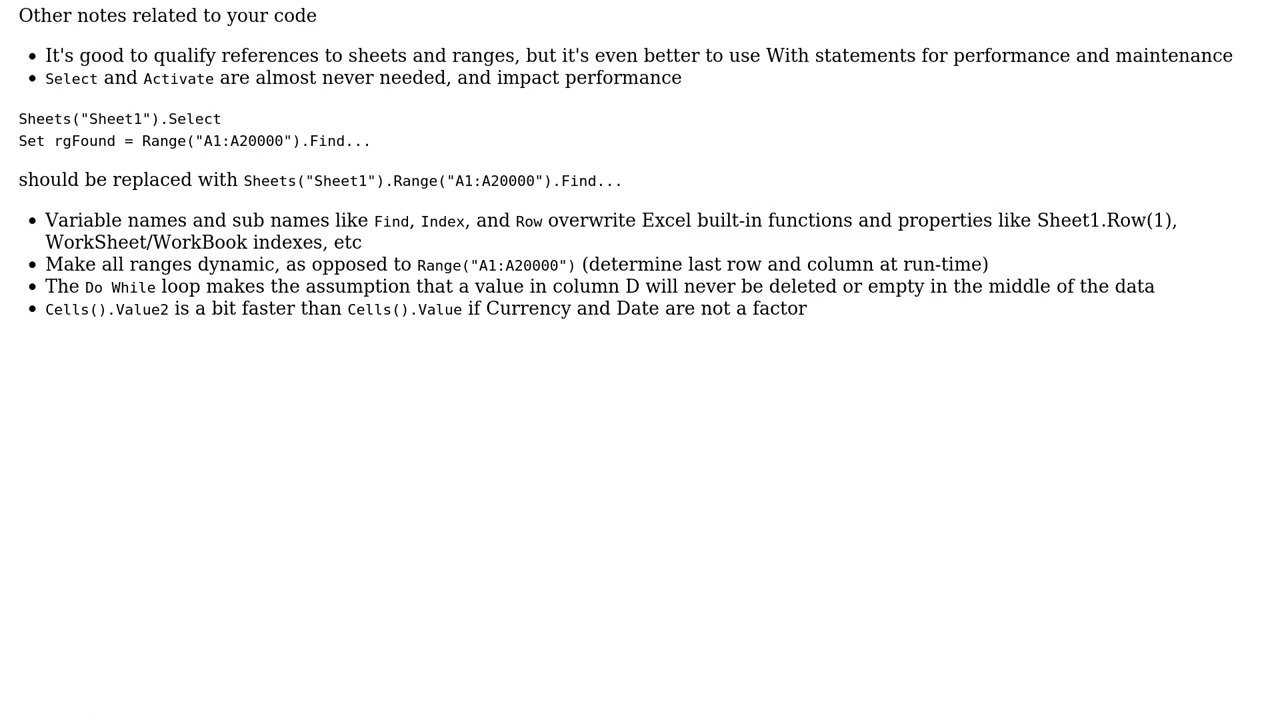 Other notes related to your code
• It's good to qualify references to sheets and ranges, but it's even better to use With statements for performance and maintenance
• Select and Activate are almost never needed, and impact performance
Sheets("Sheet1").Select
Set rgFound = Range("A1:A20000").Find...
should be replaced with Sheets("Sheet1").Range("A1:A20000").Find...
• Variable names and sub names like Find, Index, and Row overwrite Excel built-in functions and properties like Sheet1.Row(1),
WorkSheet/WorkBook indexes, etc
• Make all ranges dynamic, as opposed to Range("A1:A20000") (determine last row and column at run-time)
• The Do While loop makes the assumption that a value in column D will never be deleted or empty in the middle of the data
• Cells().Value2 is a bit faster than Cells().Value if Currency and Date are not a factor